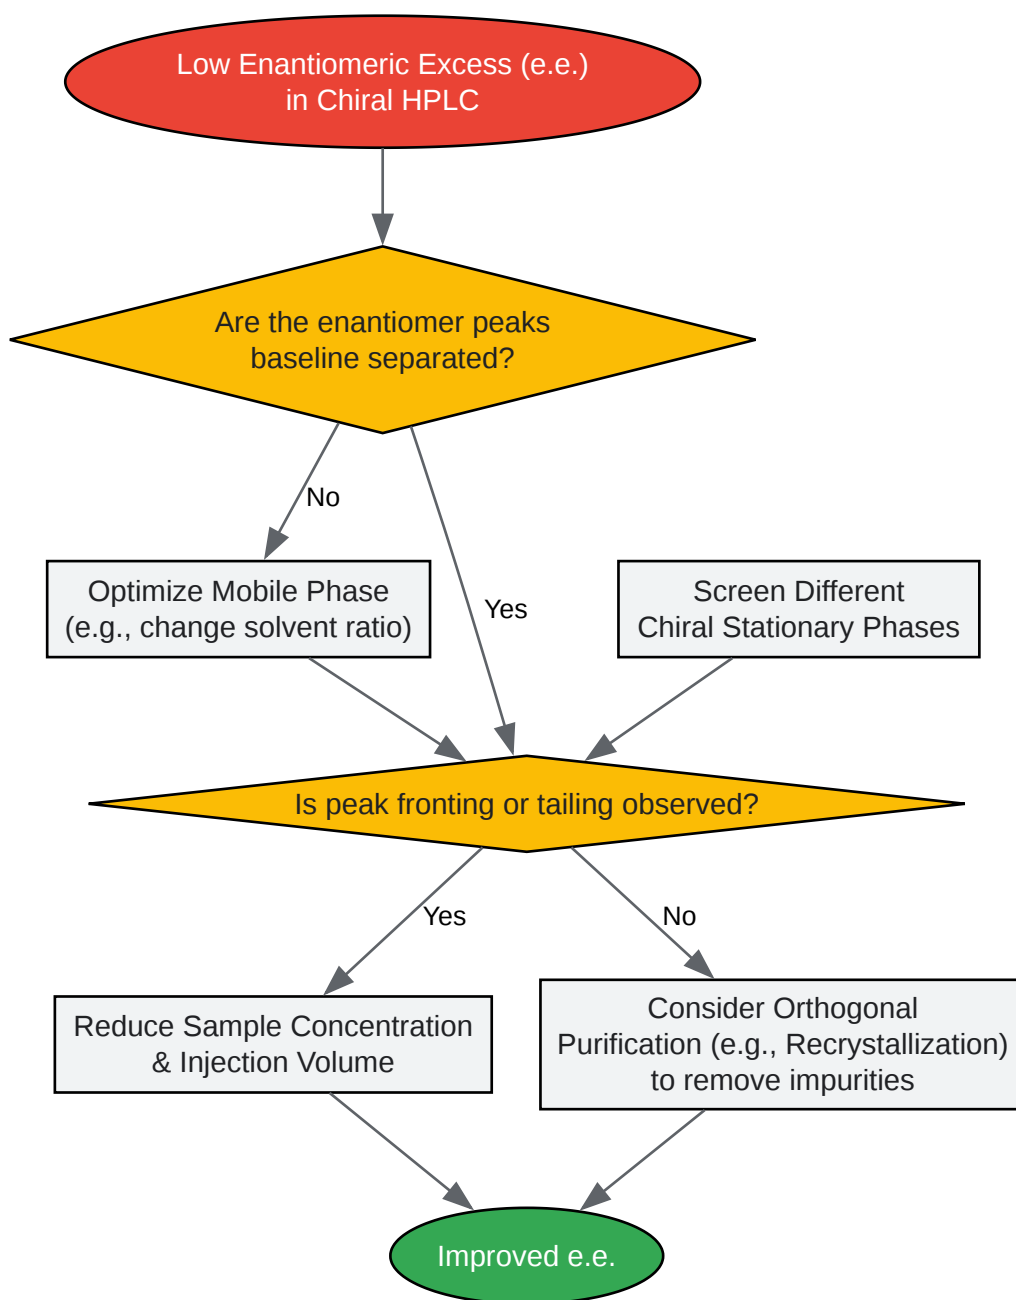 Low Enantiomeric Excess (e.e.)
in Chiral HPLC
Are the enantiomer peaks
baseline separated?
No
Yes
Optimize Mobile Phase
(e.g., change solvent ratio)
Screen Different
Chiral Stationary Phases
Is peak fronting or tailing observed?
Yes
No
Reduce Sample Concentration
& Injection Volume
Consider Orthogonal
Purification (e.g., Recrystallization)
to remove impurities
Improved e.e.